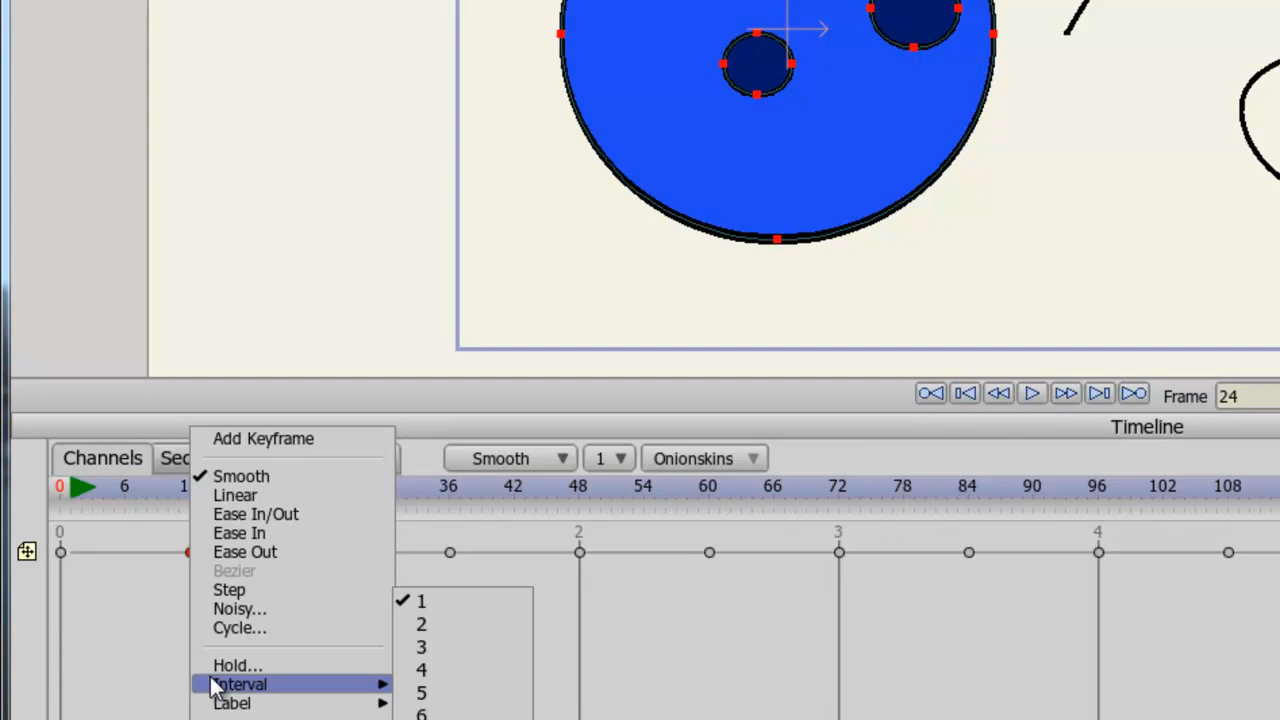 Frame 24
Timeline
Channels Sec
Smooth 1 Onionskins
0 6 1 36 42 48 54 60 66 72 78 84 90 96 102 108
0 2 3 4
Add Keyframe
Smooth
Linear
Ease In/Out
Ease In
Ease Out
Bezier
Step
Noisy...
Cycle...
Hold...
Interval
Label
1
2
3
4
5
6